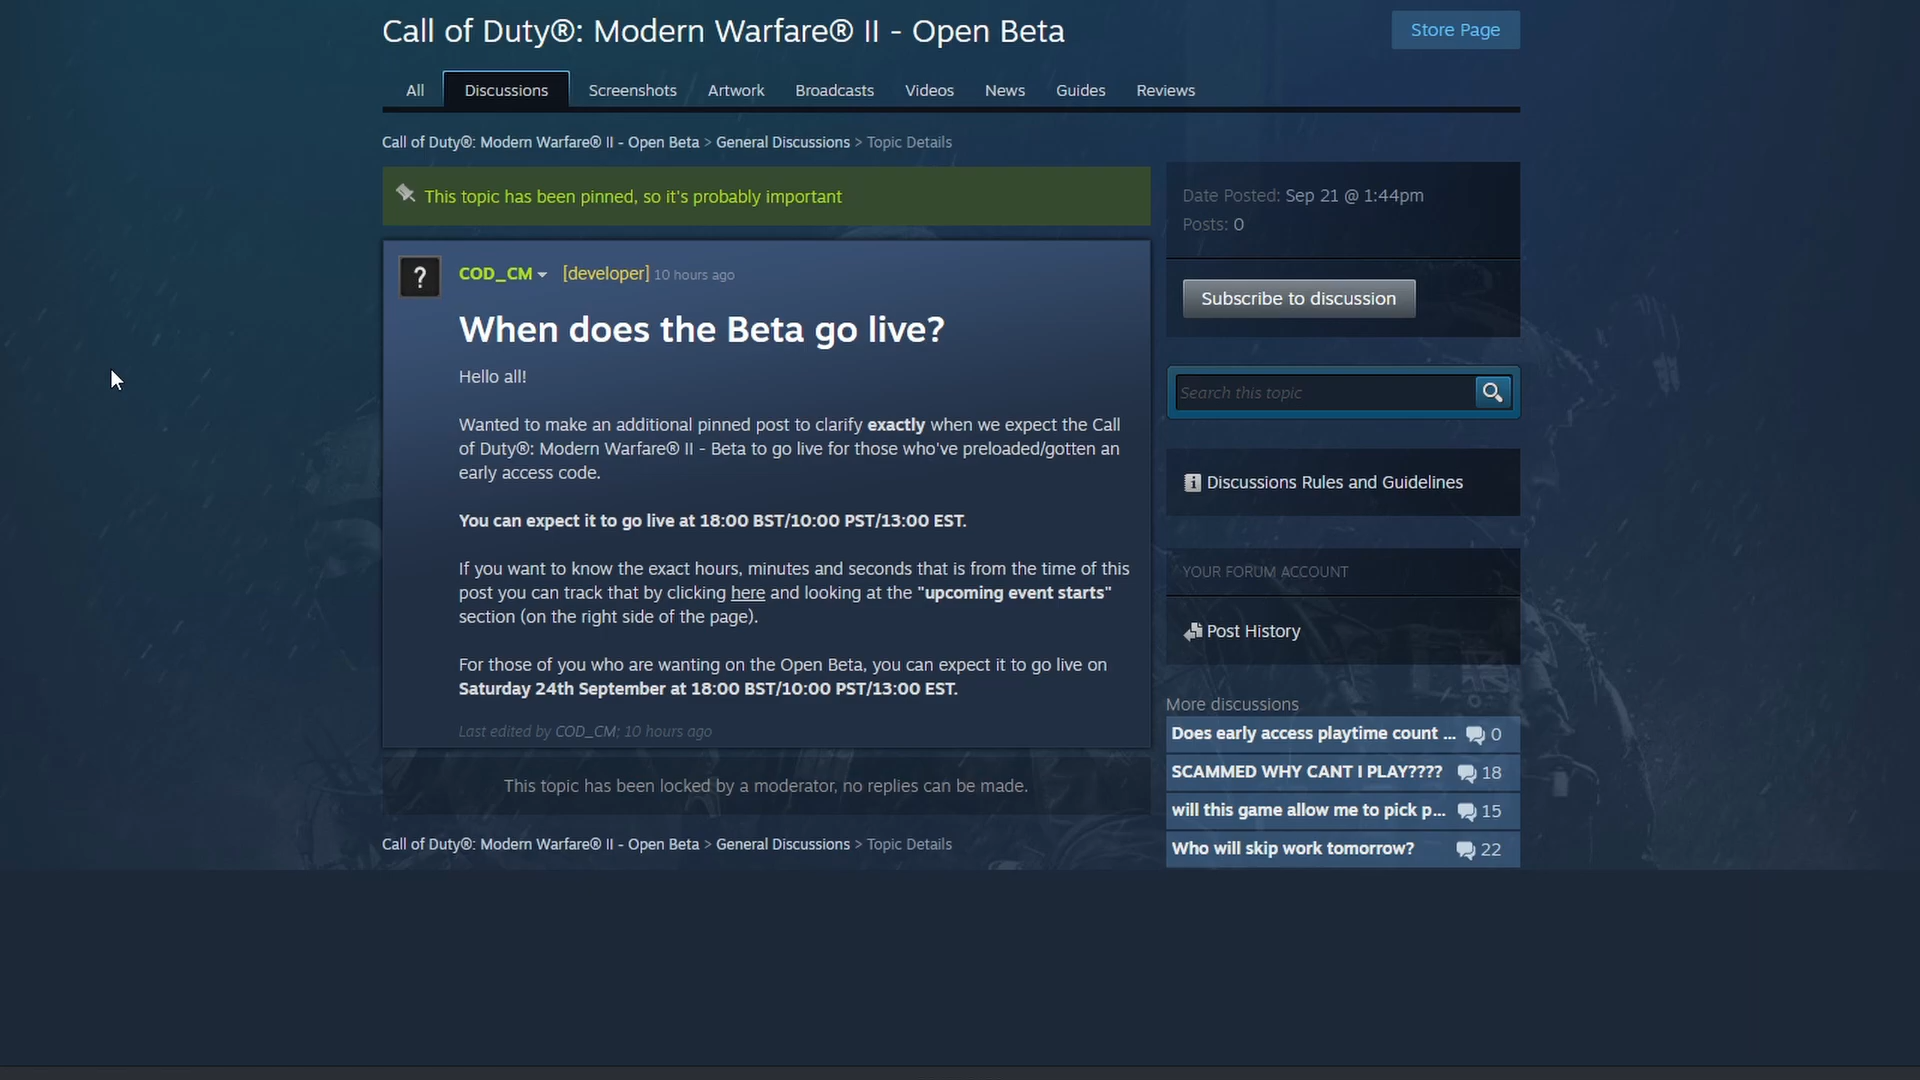 Call of Duty®: Modern Warfare® II - Open Beta
Store Page
All Discussions Screenshots Artwork Broadcasts Videos News Guides Reviews
Call of Duty®: Modern Warfare® II - Open Beta > General Discussions > Topic Details
This topic has been pinned, so it's probably important
COD_CM [developer] 10 hours ago
When does the Beta go live?
Hello all!
Wanted to make an additional pinned post to clarify exactly when we expect the Call
of Duty®: Modern Warfare® II - Beta to go live for those who've preloaded/gotten an
early access code.
You can expect it to go live at 18:00 BST/10:00 PST/13:00 EST.
If you want to know the exact hours, minutes and seconds that is from the time of this
post you can track that by clicking here and looking at the "upcoming event starts"
section (on the right side of the page).
For those of you who are wanting on the Open Beta, you can expect it to go live on
Saturday 24th September at 18:00 BST/10:00 PST/13:00 EST.
Last edited by COD_CM; 10 hours ago
This topic has been locked by a moderator, no replies can be made.
Call of Duty®: Modern Warfare® II - Open Beta > General Discussions > Topic Details
Date Posted: Sep 21 @ 1:44pm
Posts: 0
Subscribe to discussion
Search this topic
Discussions Rules and Guidelines
YOUR FORUM ACCOUNT
Post History
More discussions
Does early access playtime count ... 0
SCAMMED WHY CANT I PLAY???? 18
will this game allow me to pick p... 15
Who will skip work tomorrow? 22